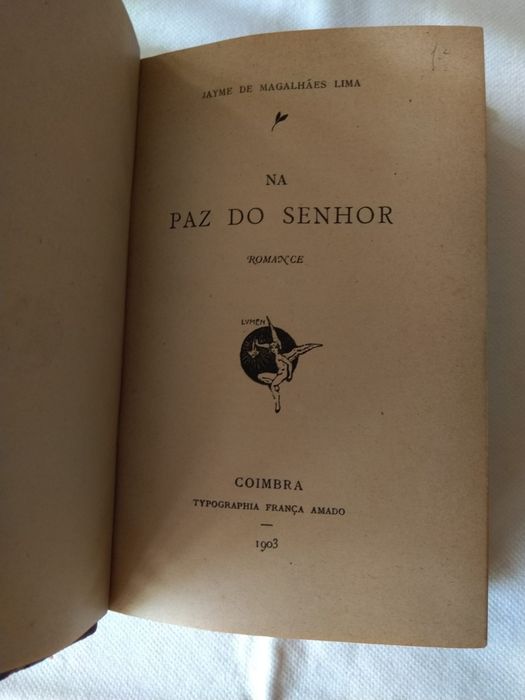 JAYME DE MAGALHÃES LIMA
NA
PAZ DO SENHOR
ROMANCE
LVMEN
COIMBRA
TYPOGRAPHIA FRANÇA AMADO
1903